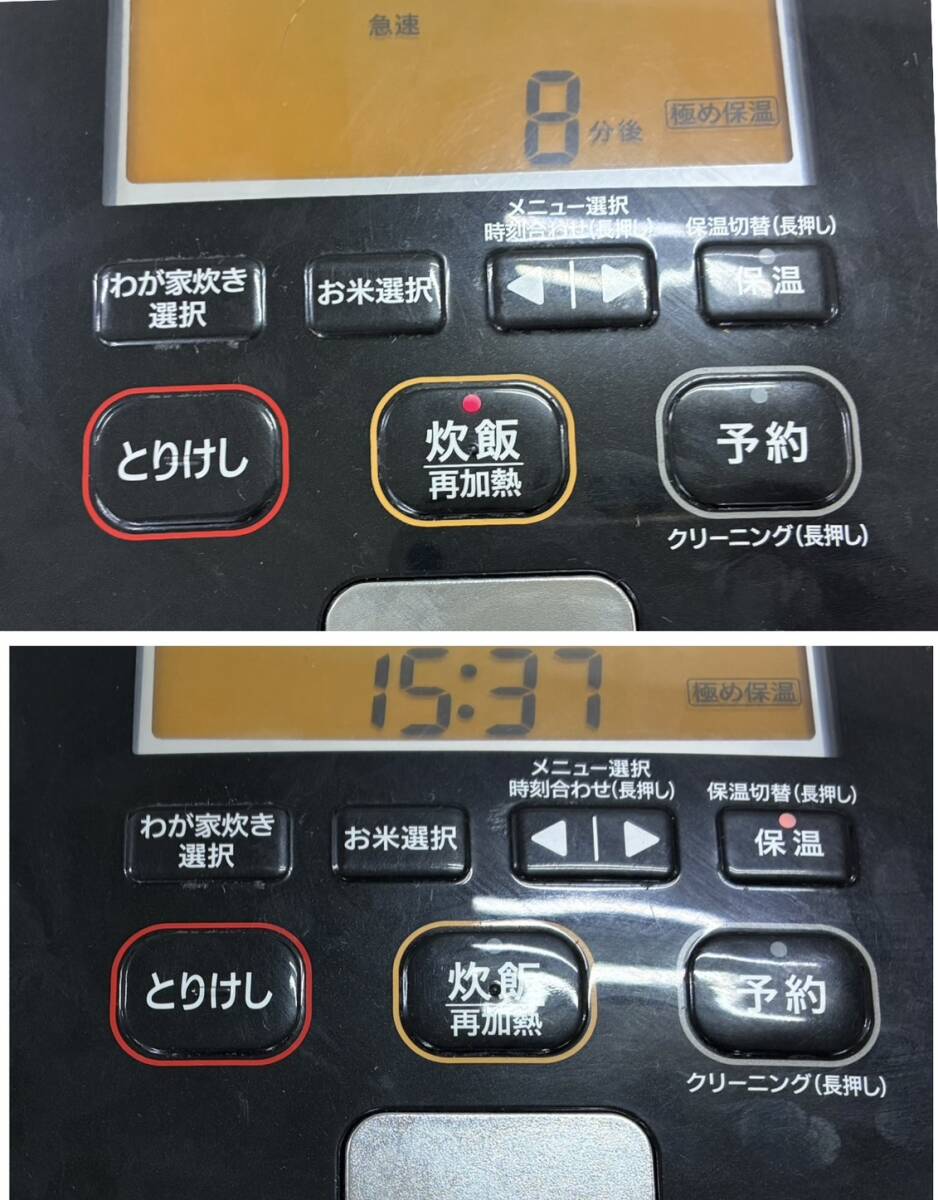 急速
8分後 極め保温
メニュー選択
時刻合わせ(長押し)
保温切替(長押し)
わが家炊き
選択
お米選択
保温
とりけし
炊飯
再加熱
予約
クリーニング(長押し)
15:37 極め保温
メニュー選択
時刻合わせ(長押し)
保温切替(長押し)
わが家炊き
選択
お米選択
保温
とりけし
炊飯
再加熱
予約
クリーニング(長押し)